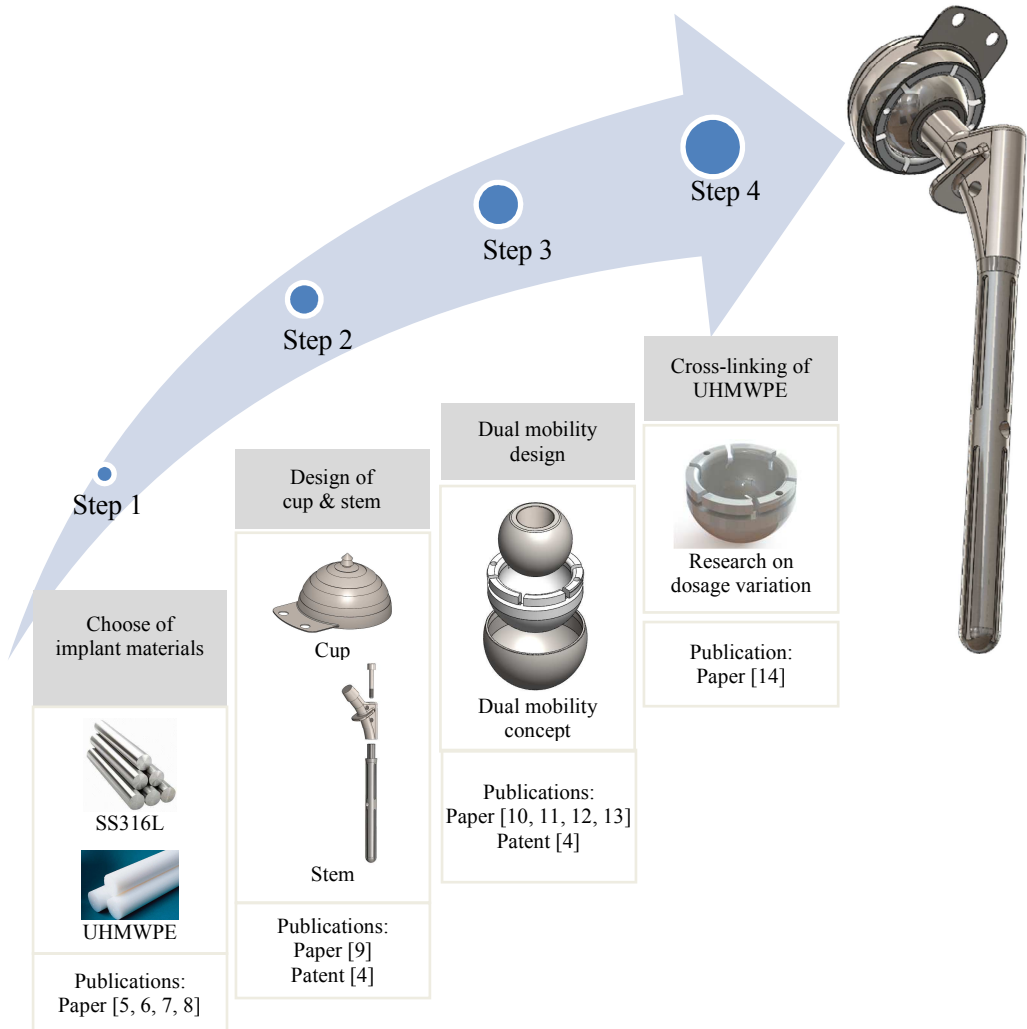 Step 1
Step 2
Step 3
Step 4
Choose of
implant materials
SS316L
UHMWPE
Publications:
Paper [5, 6, 7, 8]
Design of
cup & stem
Cup
Stem
Publications:
Paper [9]
Patent [4]
Dual mobility
design
Dual mobility
concept
Publications:
Paper [10, 11, 12, 13]
Patent [4]
Cross-linking of
UHMWPE
Research on
dosage variation
Publication:
Paper [14]